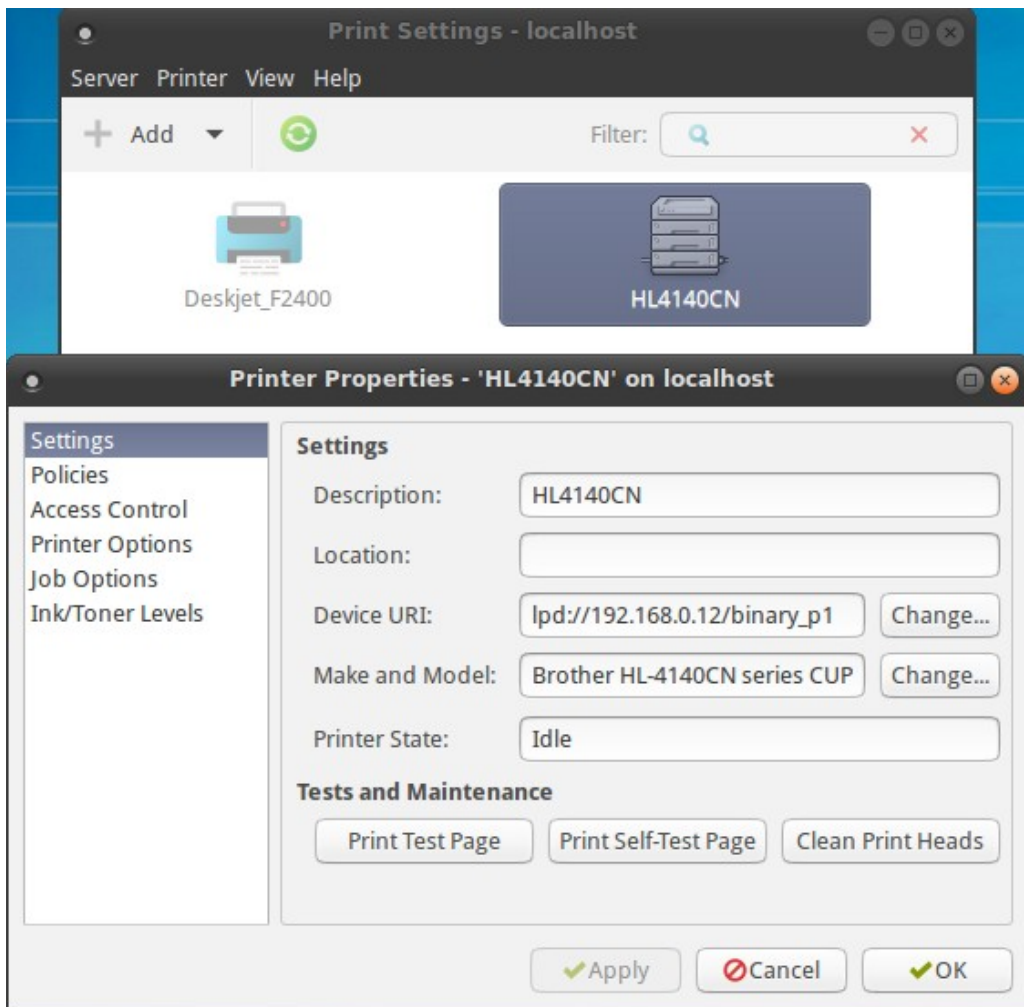 Print Settings - localhost
Server Printer View Help
Add Filter:
Deskjet_F2400 HL4140CN
Printer Properties - 'HL4140CN' on localhost
Settings
Policies
Access Control
Printer Options
Job Options
Ink/Toner Levels
Settings
Description: HL4140CN
Location:
Device URI: lpd://192.168.0.12/binary_p1 Change...
Make and Model: Brother HL-4140CN series CUP Change...
Printer State: Idle
Tests and Maintenance
Print Test Page Print Self-Test Page Clean Print Heads
Apply Cancel OK